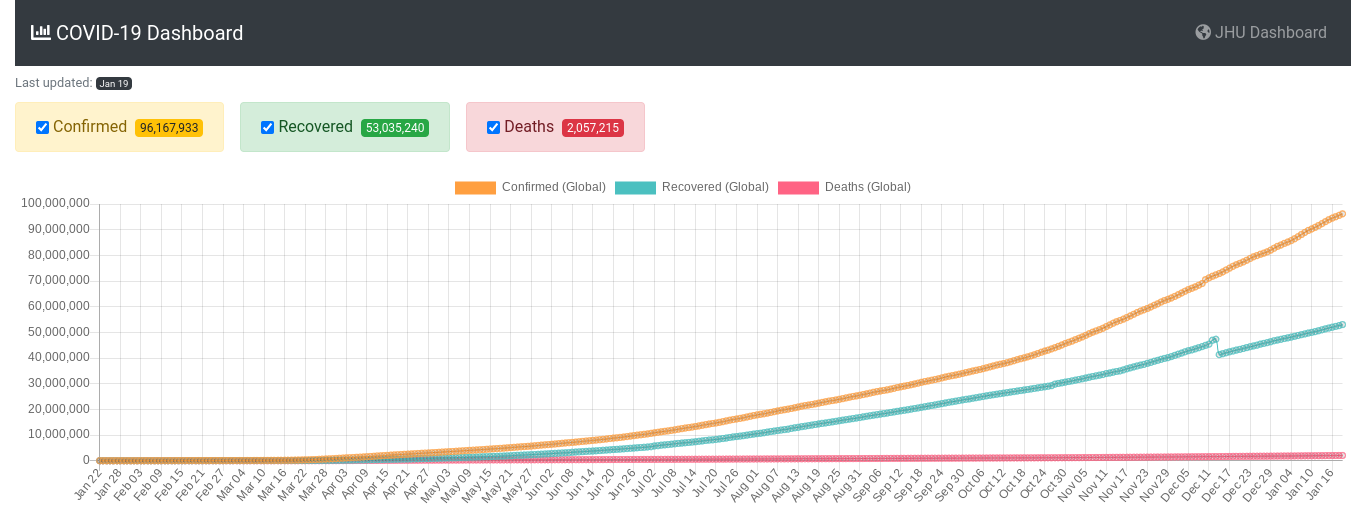 COVID-19 Dashboard
JHU Dashboard
Last updated: Jan 19
Confirmed 96,167,933
Recovered 53,035,240
Deaths 2,057,215
Confirmed (Global) Recovered (Global) Deaths (Global)
100,000,000
90,000,000
80,000,000
70,000,000
60,000,000
50,000,000
40,000,000
30,000,000
20,000,000
10,000,000
0
Jan 22
Jan 28
Feb 03
Feb 09
Feb 15
Feb 21
Feb 27
Mar 04
Mar 10
Mar 16
Mar 22
Mar 28
Apr 03
Apr 09
Apr 15
Apr 21
Apr 27
May 03
May 09
May 15
May 21
May 27
Jun 02
Jun 08
Jun 14
Jun 20
Jun 26
Jul 02
Jul 08
Jul 14
Jul 20
Jul 26
Aug 01
Aug 07
Aug 13
Aug 19
Aug 25
Aug 31
Sep 06
Sep 12
Sep 18
Sep 24
Sep 30
Oct 06
Oct 12
Oct 18
Oct 24
Oct 30
Nov 05
Nov 11
Nov 17
Nov 23
Nov 29
Dec 05
Dec 11
Dec 17
Dec 23
Dec 29
Jan 04
Jan 10
Jan 16